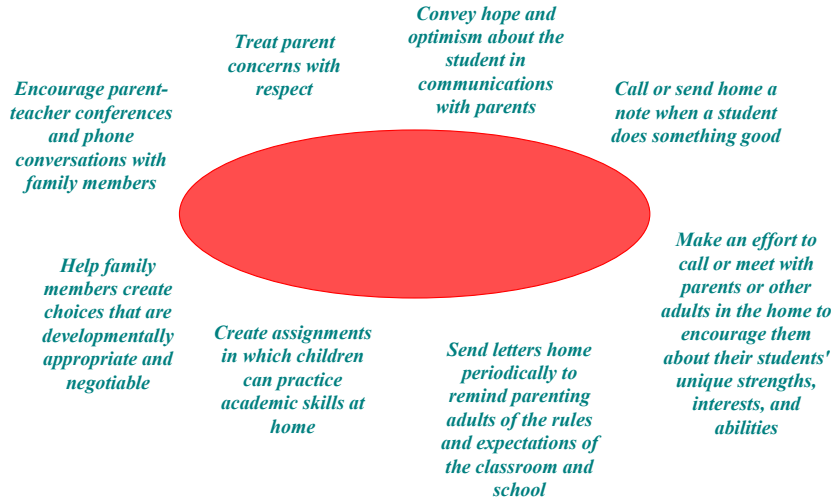 Convey hope and
optimism about the
student in
communications
with parents
Treat parent
concerns with
respect
Encourage parent-
teacher conferences
and phone
conversations with
family members
Call or send home a
note when a student
does something good
Make an effort to
call or meet with
parents or other
adults in the home to
encourage them
about their students'
unique strengths,
interests, and
abilities
Help family
members create
choices that are
developmentally
appropriate and
negotiable
Create assignments
in which children
can practice
academic skills at
home
Send letters home
periodically to
remind parenting
adults of the rules
and expectations of
the classroom and
school